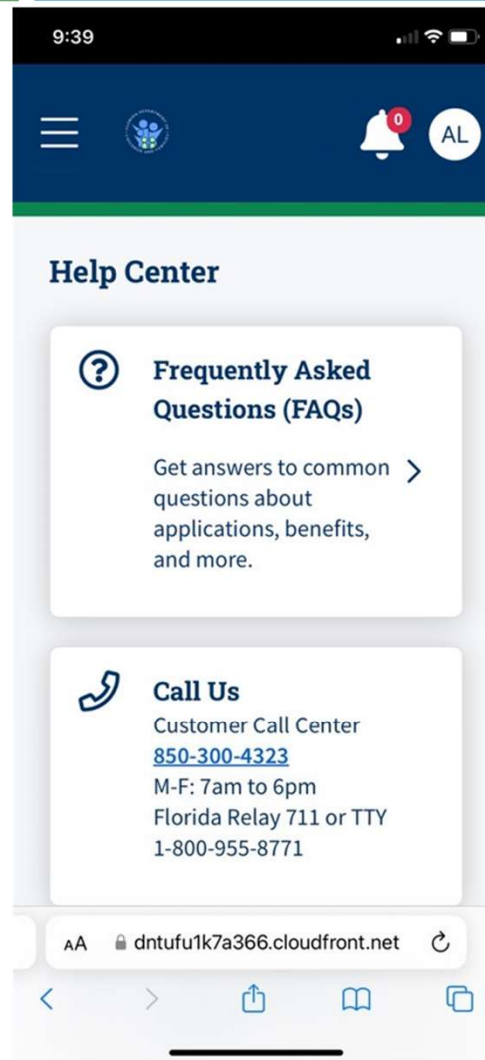 9:39
0
AL
Help Center
Frequently Asked
Questions (FAQs)
Get answers to common
questions about
applications, benefits,
and more.
Call Us
Customer Call Center
850-300-4323
M-F: 7am to 6pm
Florida Relay 711 or TTY
1-800-955-8771
AA dntufu1k7a366.cloudfront.net